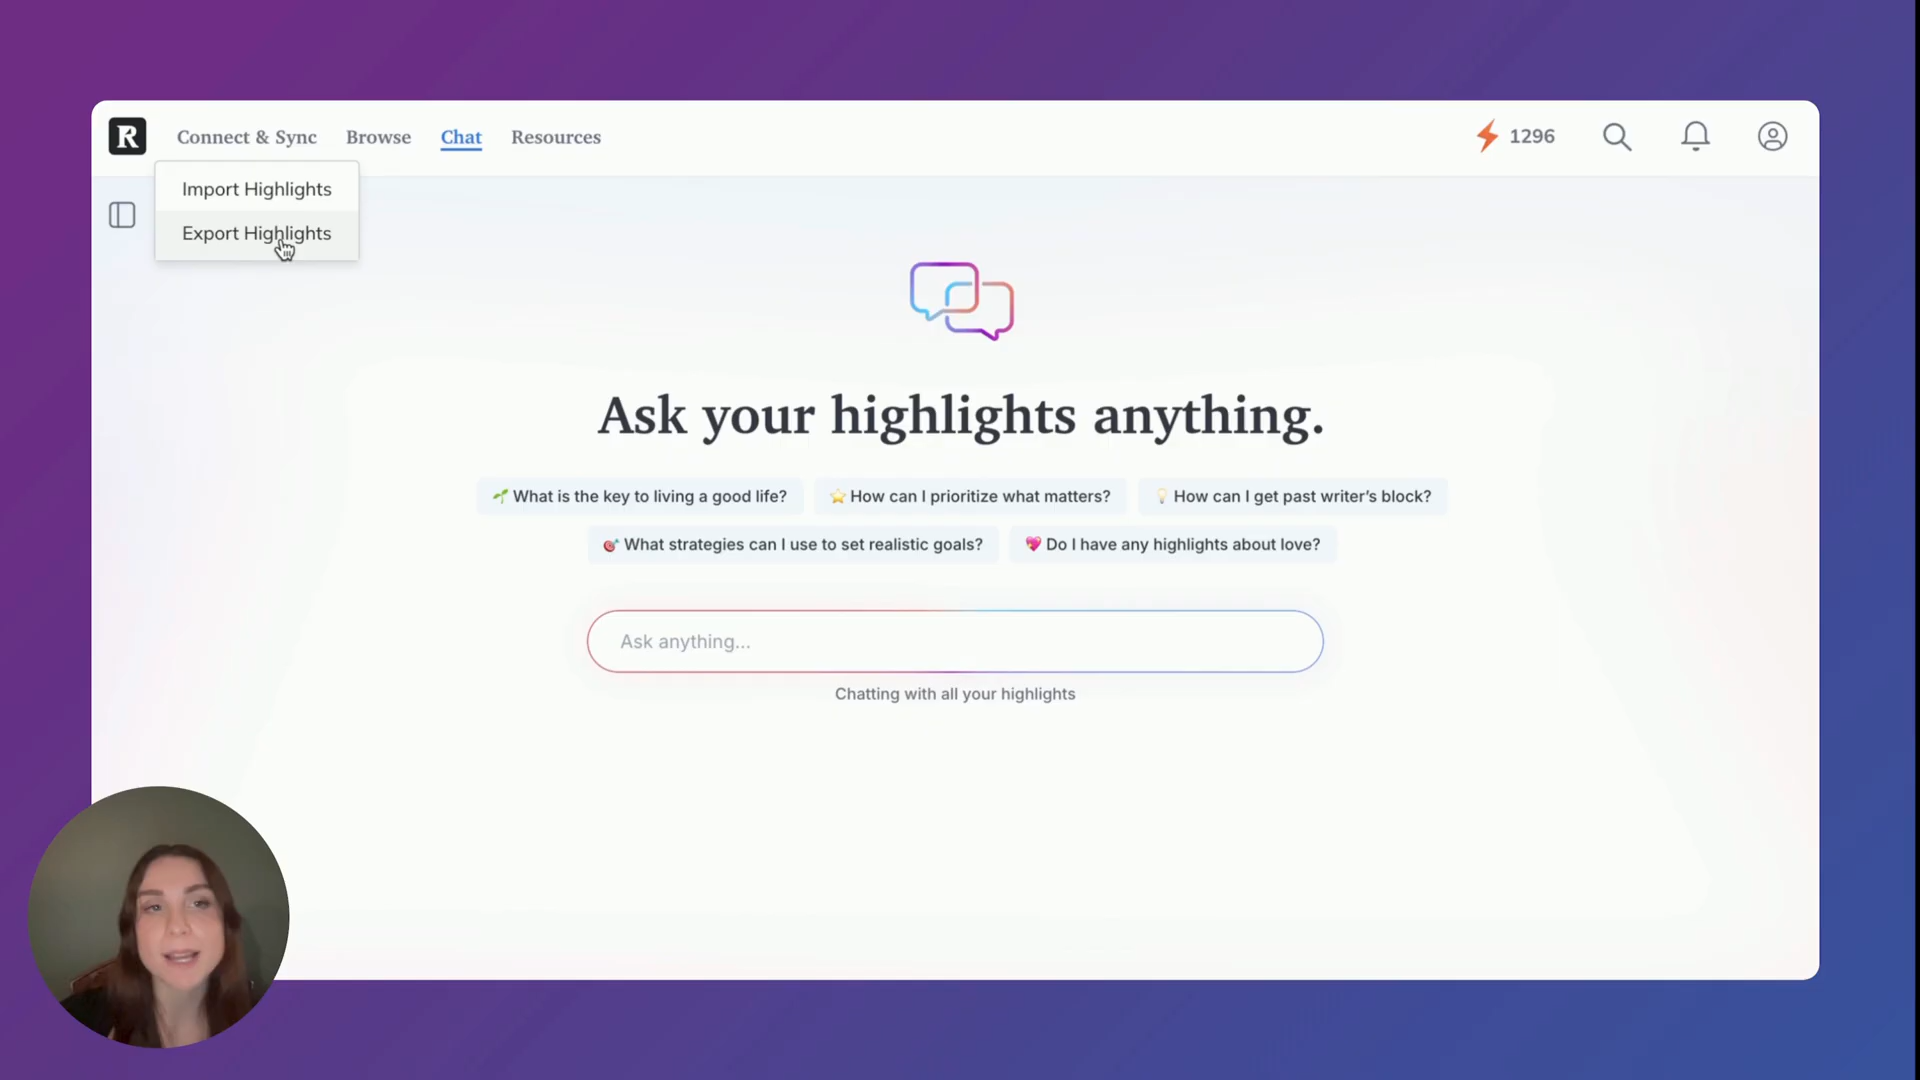 R
Connect & Sync Browse Chat Resources
1296
Import Highlights
Export Highlights
Ask your highlights anything.
What is the key to living a good life? How can I prioritize what matters? How can I get past writer’s block?
What strategies can I use to set realistic goals? Do I have any highlights about love?
Ask anything...
Chatting with all your highlights